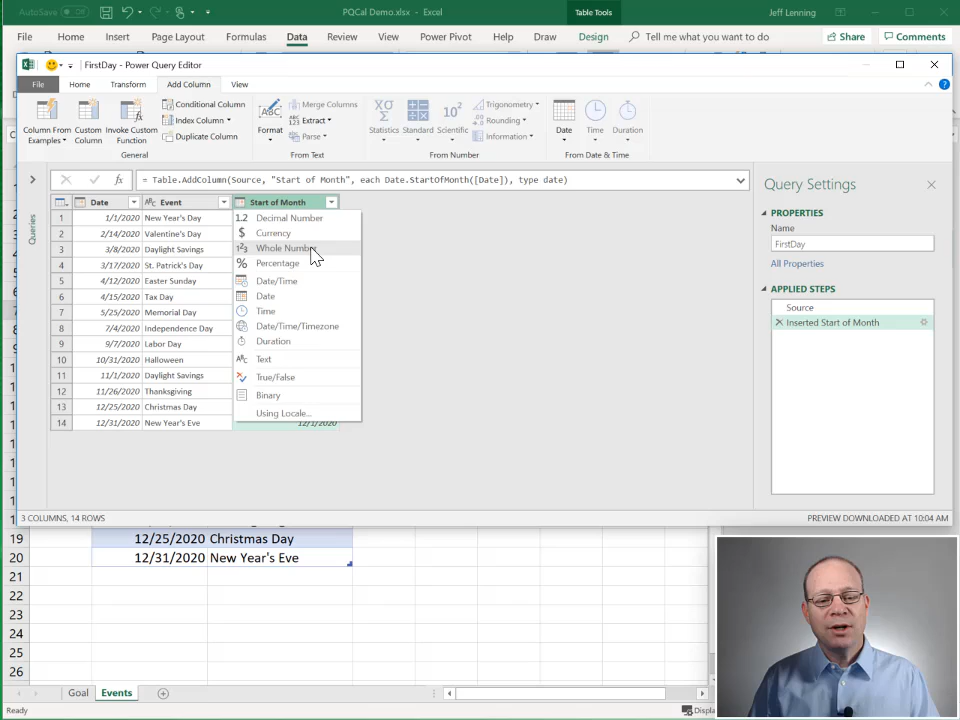 AutoSave Off PQCal Demo.xlsx - Excel Table Tools Jeff Lenning
File Home Insert Page Layout Formulas Data Review View Power Pivot Help Draw Design Tell me what you want to do Share Comments
FirstDay - Power Query Editor
File Home Transform Add Column View
Column From Examples
Custom Column
Invoke Custom Function
Conditional Column
Index Column
Duplicate Column
General
Format
Merge Columns
Extract
Parse
From Text
Statistics
Standard
Scientific
Trigonometry
Rounding
Information
From Number
Date
Time
Duration
From Date & Time
fx = Table.AddColumn(Source, "Start of Month", each Date.StartOfMonth([Date]), type date)
Queries
Date Event Start of Month
1 1/1/2020 New Year's Day
2 2/14/2020 Valentine's Day
3 3/8/2020 Daylight Savings
4 3/17/2020 St. Patrick's Day
5 4/12/2020 Easter Sunday
6 4/15/2020 Tax Day
7 5/25/2020 Memorial Day
8 7/4/2020 Independence Day
9 9/7/2020 Labor Day
10 10/31/2020 Halloween
11 11/1/2020 Daylight Savings
12 11/26/2020 Thanksgiving
13 12/25/2020 Christmas Day
14 12/31/2020 New Year's Eve 12/1/2020
1.2 Decimal Number
$ Currency
123 Whole Number
% Percentage
Date/Time
Date
Time
Date/Time/Timezone
Duration
ABC Text
True/False
Binary
Using Locale...
Query Settings
PROPERTIES
Name
FirstDay
All Properties
APPLIED STEPS
Source
Inserted Start of Month
3 COLUMNS, 14 ROWS PREVIEW DOWNLOADED AT 10:04 AM
19 12/25/2020 Christmas Day
20 12/31/2020 New Year's Eve
21
22
23
24
25
26
Goal Events
Ready